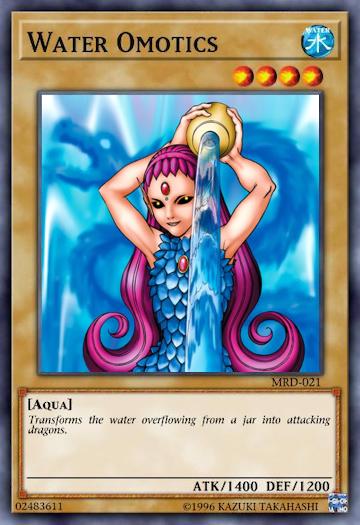 WATER OMOTICS
WATER
水
MRD-021
[AQUA]
Transforms the water overflowing from a jar into attacking
dragons.
ATK/1400 DEF/1200
02483611
©1996 KAZUKI TAKAHASHI